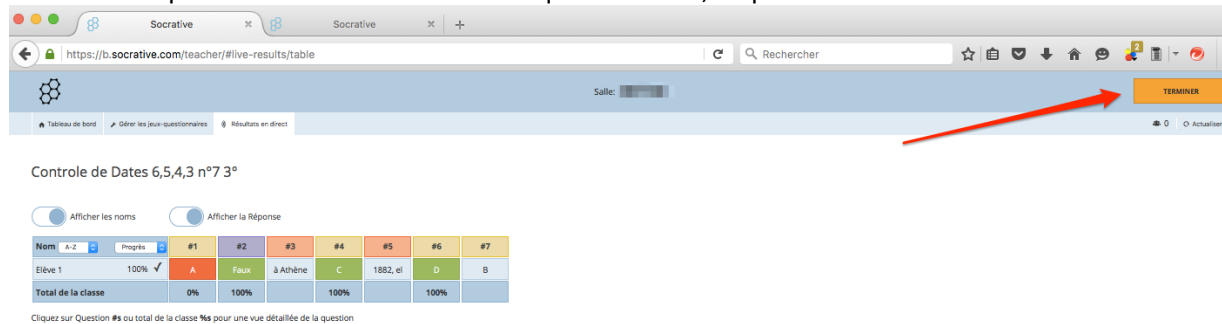 Socrative
Socrative
https://b.socrative.com/teacher/#live-results/table
Rechercher
2
Salle:
TERMINER
Tableau de bord
Gérer les jeux-questionnaires
Résultats en direct
0
Actualiser
Controle de Dates 6,5,4,3 n°7 3°
Afficher les noms
Afficher la Réponse
Nom A-Z Progrès #1 #2 #3 #4 #5 #6 #7
Elève 1 100% ✓ A Faux à Athène C 1882, el D B
Total de la classe 0% 100% 100% 100%
Cliquez sur Question #s ou total de la classe %s pour une vue détaillée de la question